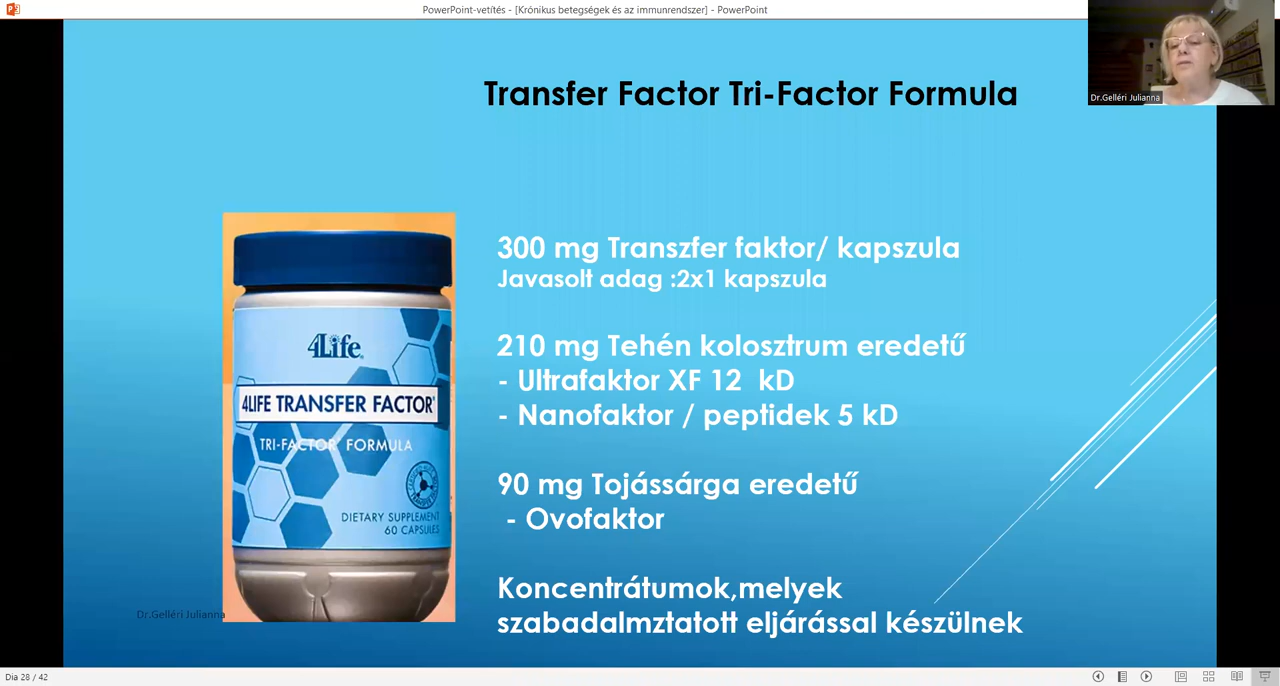 PowerPoint-vetítés - [Krónikus betegségek és az immunrendszer] - PowerPoint
Dr.Gelléri Julianna
Transfer Factor Tri-Factor Formula
300 mg Transzfer faktor/ kapszula
Javasolt adag :2x1 kapszula
210 mg Tehén kolosztrum eredetű
- Ultrafaktor XF 12 kD
- Nanofaktor / peptidek 5 kD
90 mg Tojássárga eredetű
- Ovofaktor
Koncentrátumok,melyek
szabadalmztatott eljárással készülnek
4Life
4LIFE TRANSFER FACTOR
TRI-FACTOR FORMULA
DIETARY SUPPLEMENT
60 CAPSULES
Dr.Gelléri Julianna
Dia 28 / 42